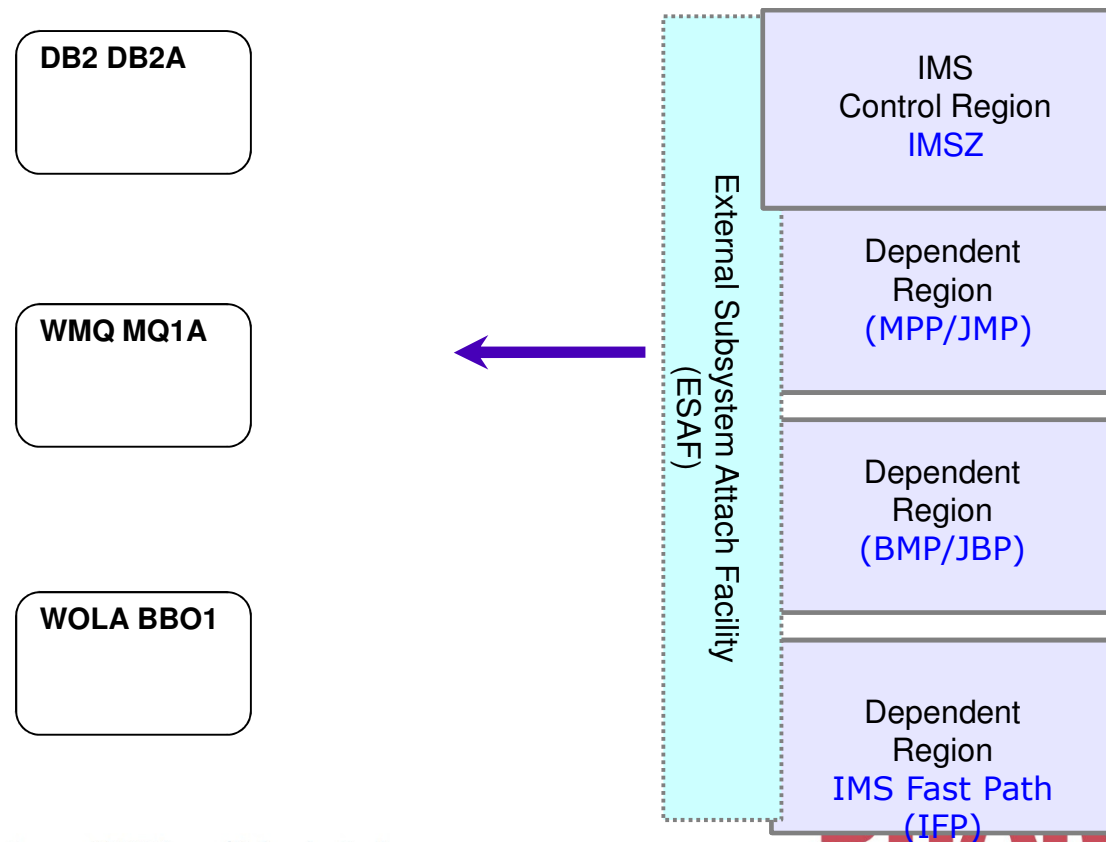 DB2 DB2A
WMQ MQ1A
WOLA BBO1
External Subsystem Attach Facility
(ESAF)
IMS
Control Region
IMSZ
Dependent
Region
(MPP/JMP)
Dependent
Region
(BMP/JBP)
Dependent
Region
IMS Fast Path
(IFP)